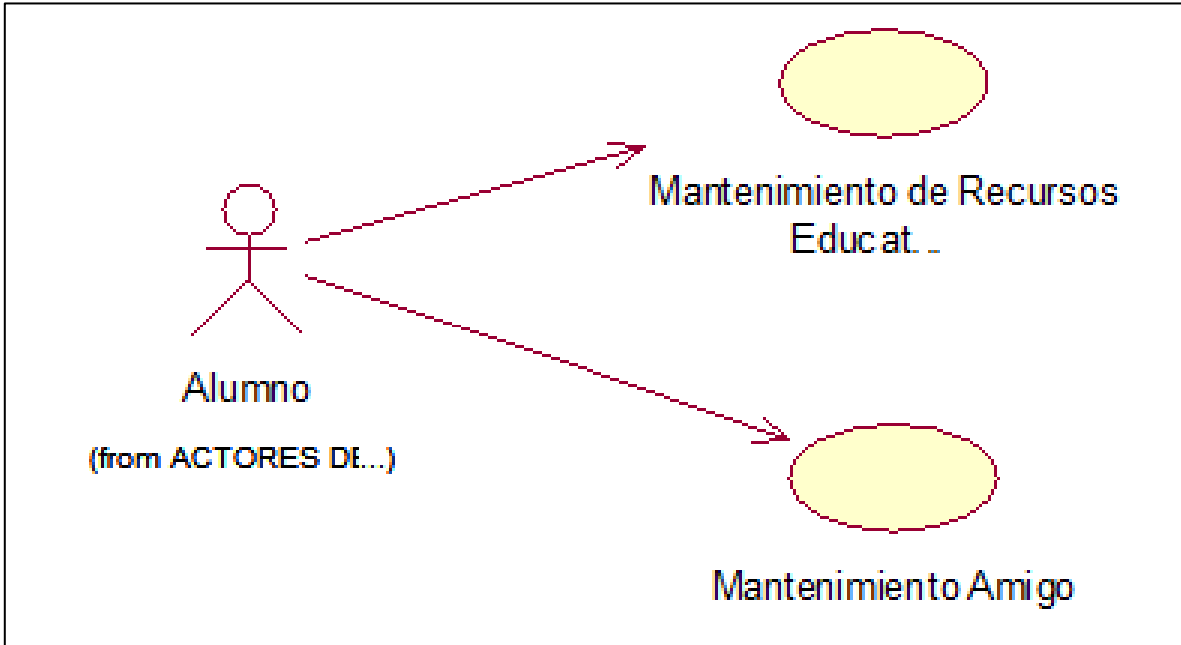 Mantenimiento de Recursos
Educat...
Alumno
(from ACTORES DE...)
Mantenimiento Amigo